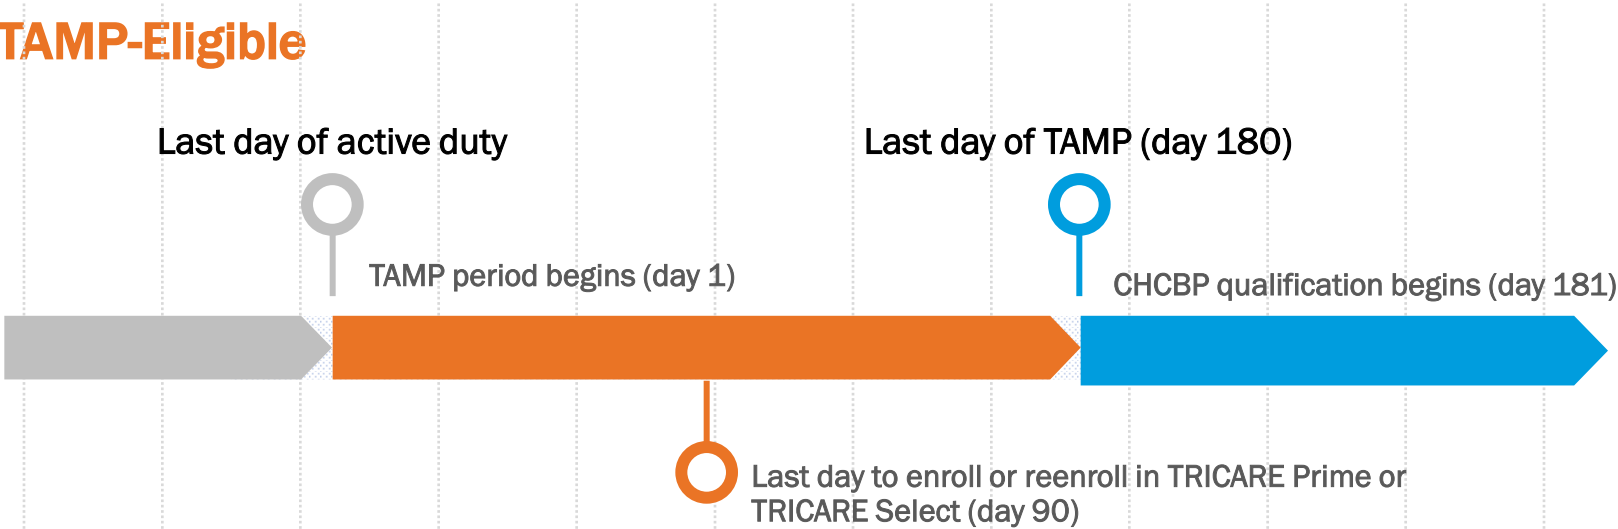 TAMP-Eligible
Last day of active duty
Last day of TAMP (day 180)
TAMP period begins (day 1)
CHCBP qualification begins (day 181)
Last day to enroll or reenroll in TRICARE Prime or
TRICARE Select (day 90)